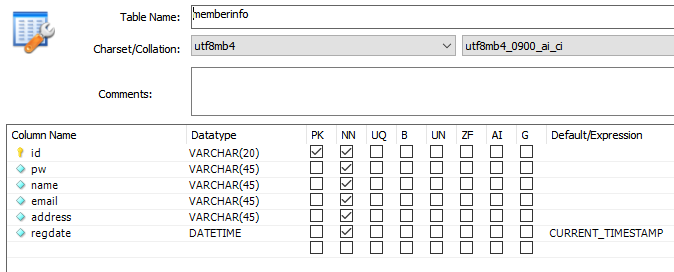 Table Name: memberinfo
Charset/Collation: utf8mb4 utf8mb4_0900_ai_ci
Comments:
Column Name Datatype PK NN UQ B UN ZF AI G Default/Expression
id VARCHAR(20)
pw VARCHAR(45)
name VARCHAR(45)
email VARCHAR(45)
address VARCHAR(45)
regdate DATETIME CURRENT_TIMESTAMP